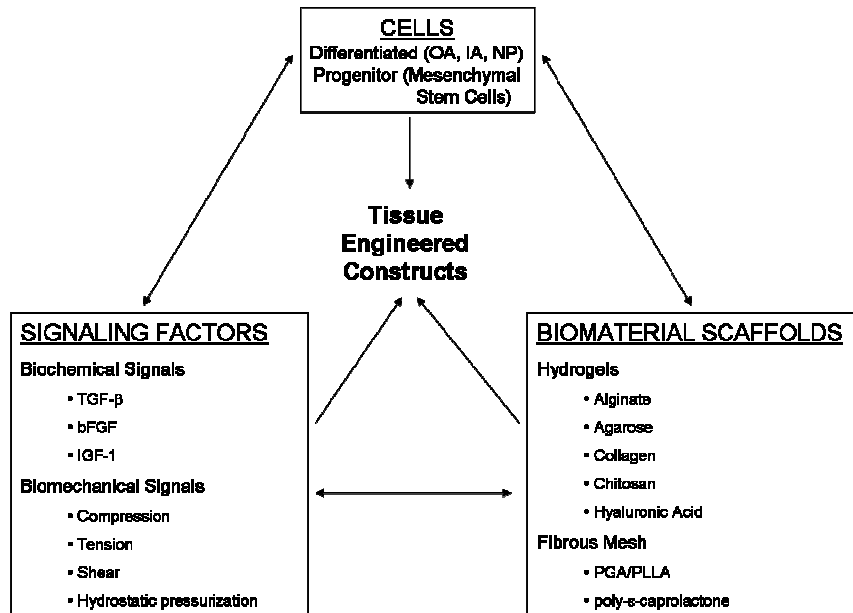 CELLS
Differentiated (OA, IA, NP)
Progenitor (Mesenchymal
Stem Cells)
Tissue
Engineered
Constructs
SIGNALING FACTORS
Biochemical Signals
• TGF-β
• bFGF
• IGF-1
Biomechanical Signals
• Compression
• Tension
• Shear
• Hydrostatic pressurization
BIOMATERIAL SCAFFOLDS
Hydrogels
• Alginate
• Agarose
• Collagen
• Chitosan
• Hyaluronic Acid
Fibrous Mesh
• PGA/PLLA
• poly-ε-caprolactone